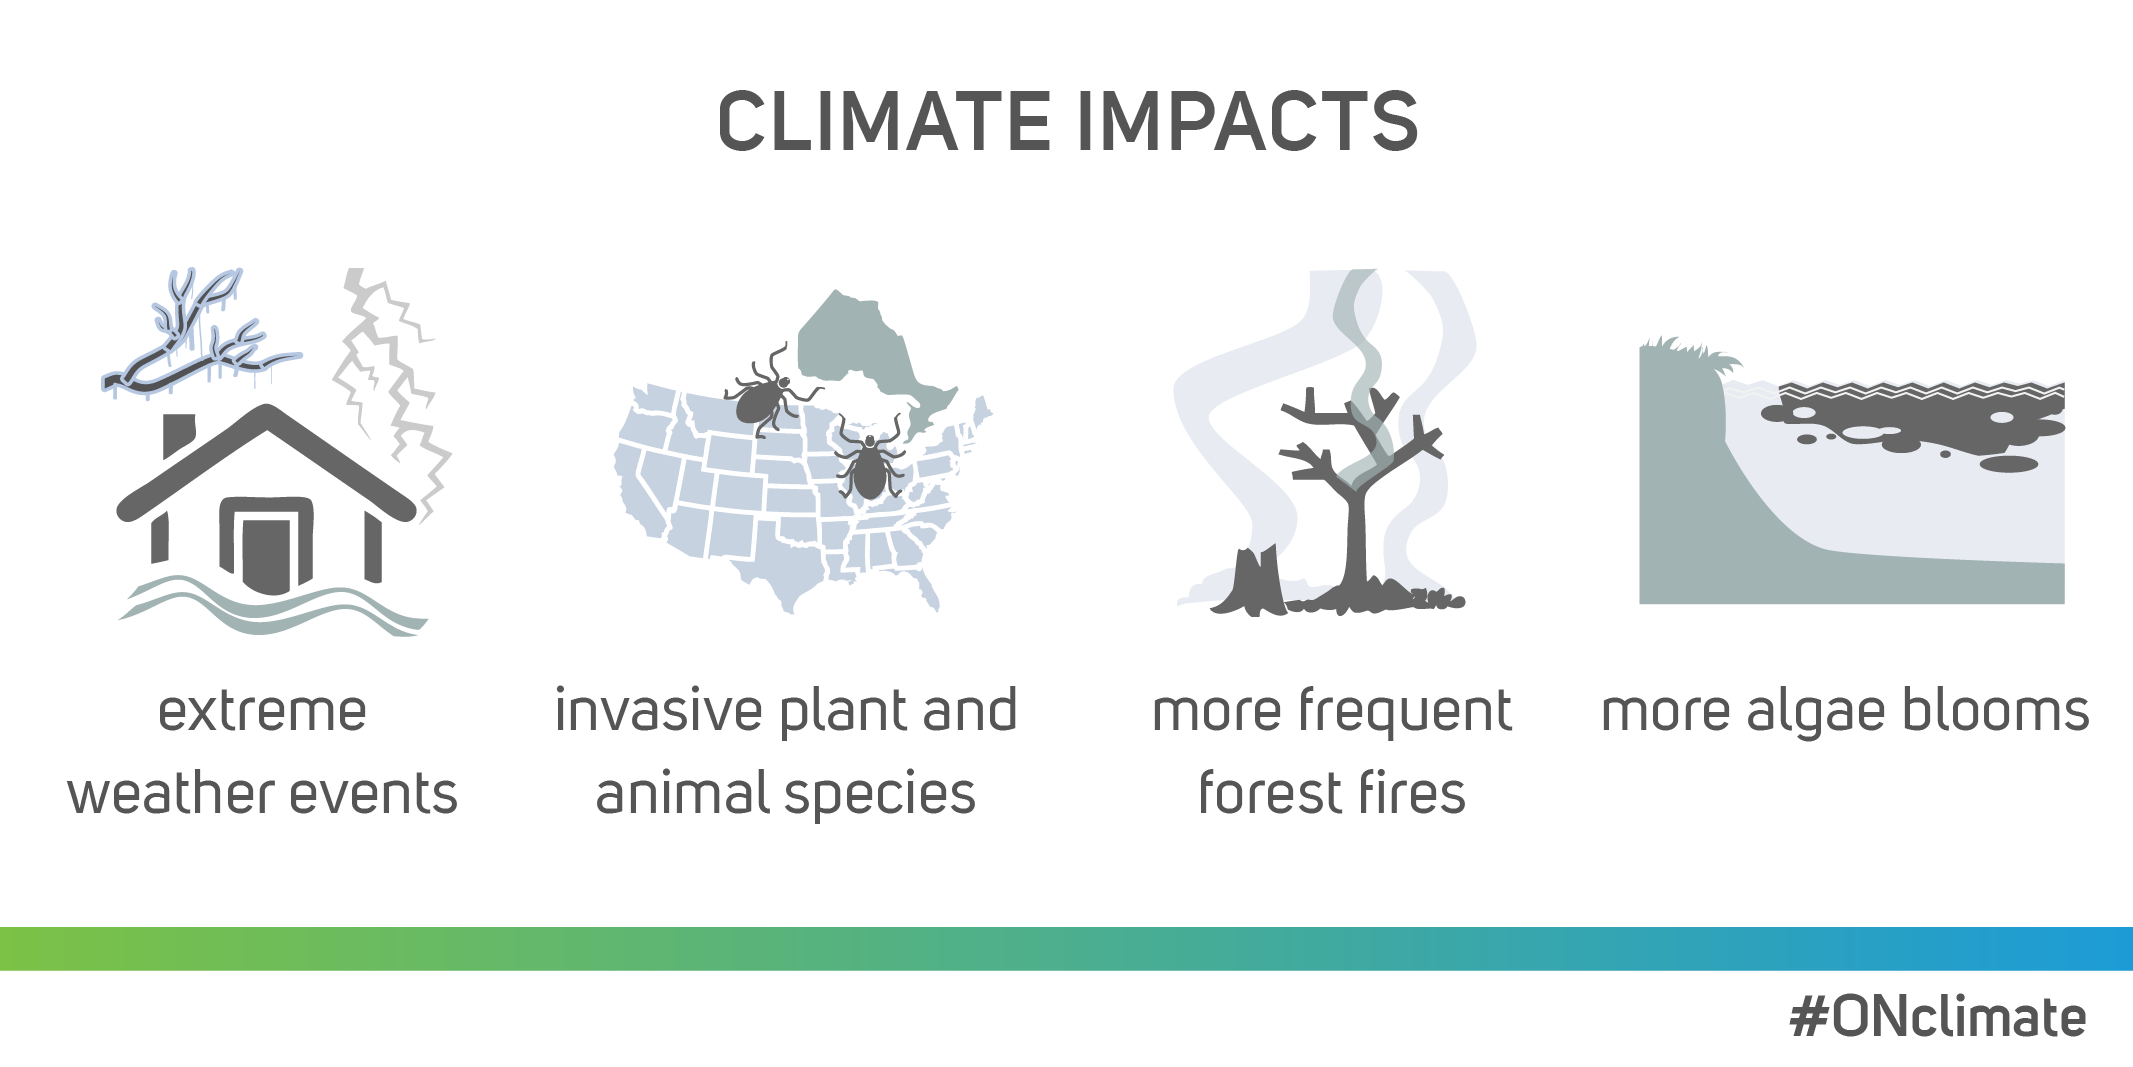 CLIMATE IMPACTS
extreme
weather events
invasive plant and
animal species
more frequent
forest fires
more algae blooms
#ONclimate